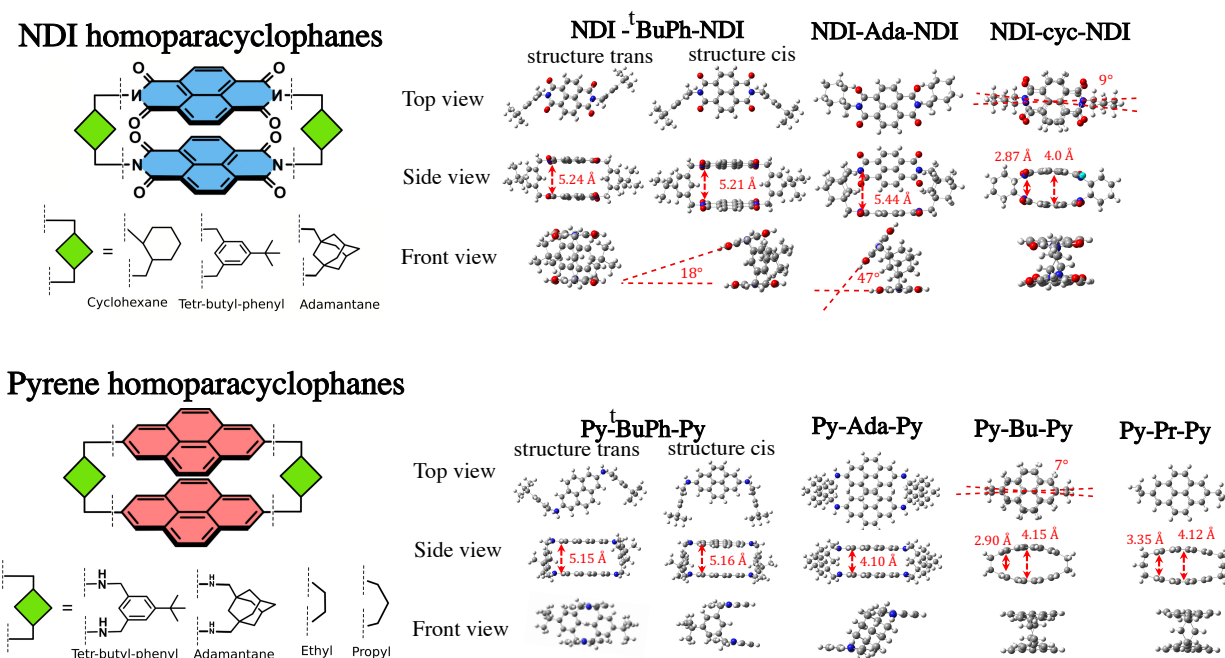 NDI homoparacyclophanes
O O
N N
O O
O O
N N
O O
=
Cyclohexane Tetr-butyl-phenyl Adamantane
NDI -tBuPh-NDI NDI-Ada-NDI NDI-cyc-NDI
structure trans structure cis
Top view
9°
Side view
5.24 Å 5.21 Å 5.44 Å 2.87 Å 4.0 Å
Front view
18° 47°
Pyrene homoparacyclophanes
=
H N H N
N H N H
Tetr-butyl-phenyl Adamantane Ethyl Propyl
Py-tBuPh-Py Py-Ada-Py Py-Bu-Py Py-Pr-Py
structure trans structure cis
Top view
7°
Side view
5.15 Å 5.16 Å 4.10 Å 2.90 Å 4.15 Å 3.35 Å 4.12 Å
Front view